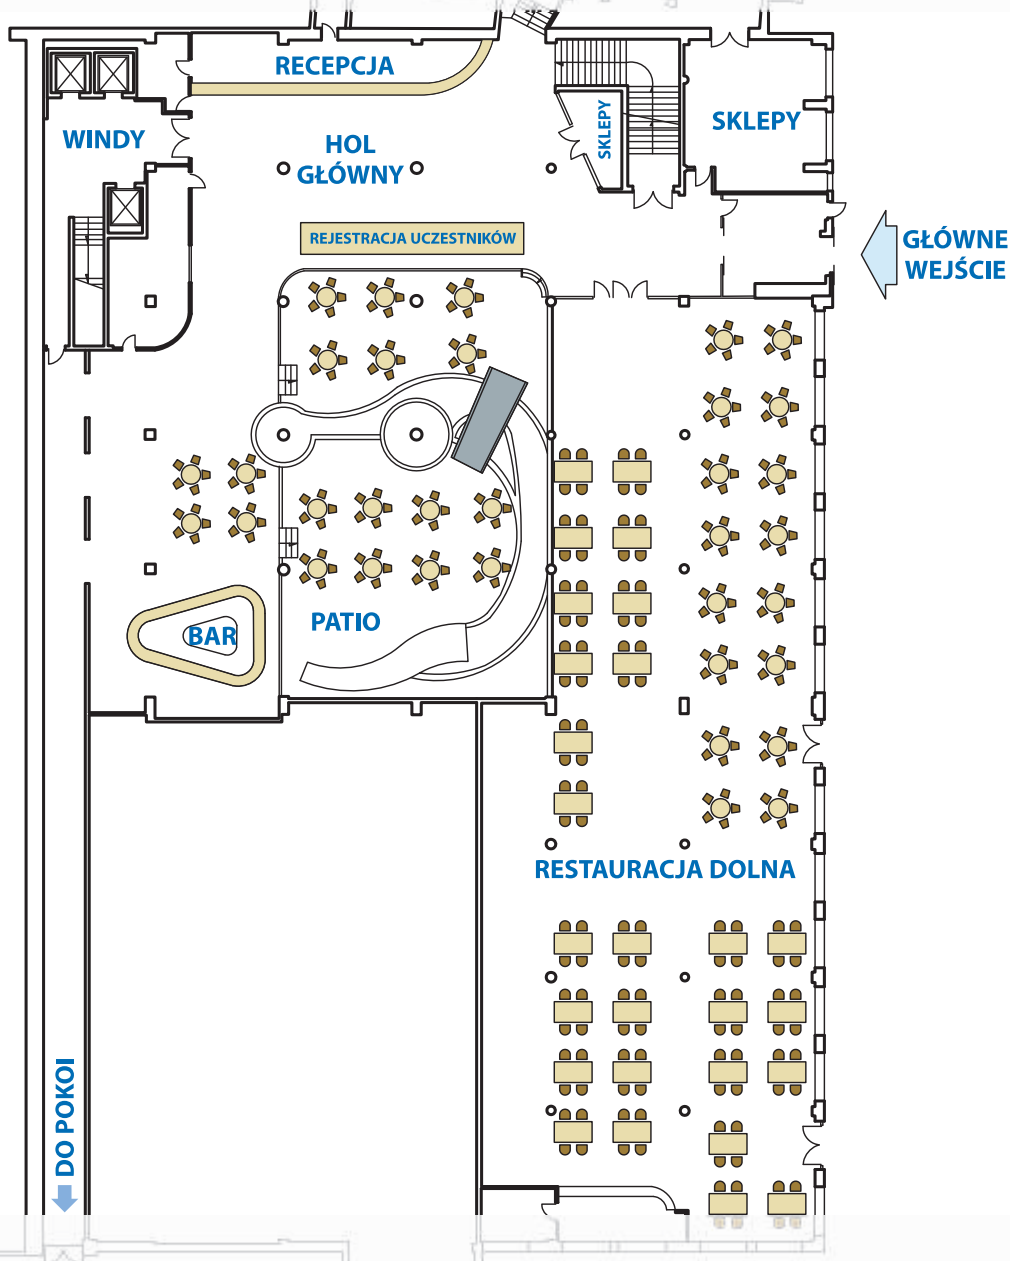 RECEPCJA
WINDY
HOL
GŁÓWNY
SKLEPY
SKLEPY
REJESTRACJA UCZESTNIKÓW
GŁÓWNE
WEJŚCIE
PATIO
BAR
RESTAURACJA DOLNA
DO POKOI